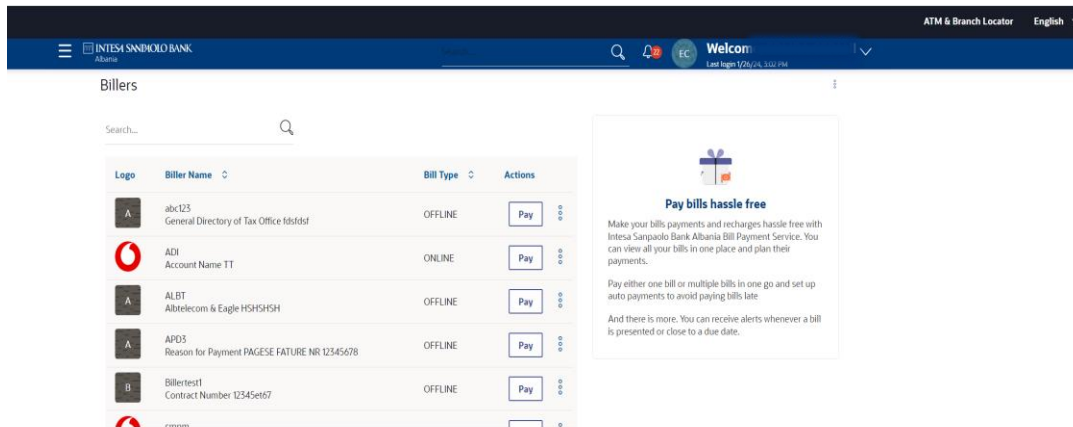 ATM & Branch Locator English
INTESA SANPAOLO BANK
Albania
Search...
22
EC
Welcom
Last login 1/26/24, 3:02 PM
Billers
Search...
Logo Biller Name Bill Type Actions
A abc123 OFFLINE Pay
General Directory of Tax Office fdsfdsf
ADI ONLINE Pay
Account Name TT
A ALBT OFFLINE Pay
Albtelecom & Eagle HSHSHSH
A APD3 OFFLINE Pay
Reason for Payment PAGESE FATURE NR 12345678
B Billertest1 OFFLINE Pay
Contract Number 12345et67
Pay bills hassle free
Make your bills payments and recharges hassle free with
Intesa Sanpaolo Bank Albania Bill Payment Service. You
can view all your bills in one place and plan their
payments.
Pay either one bill or multiple bills in one go and set up
auto payments to avoid paying bills late
And there is more. You can receive alerts whenever a bill
is presented or close to a due date.